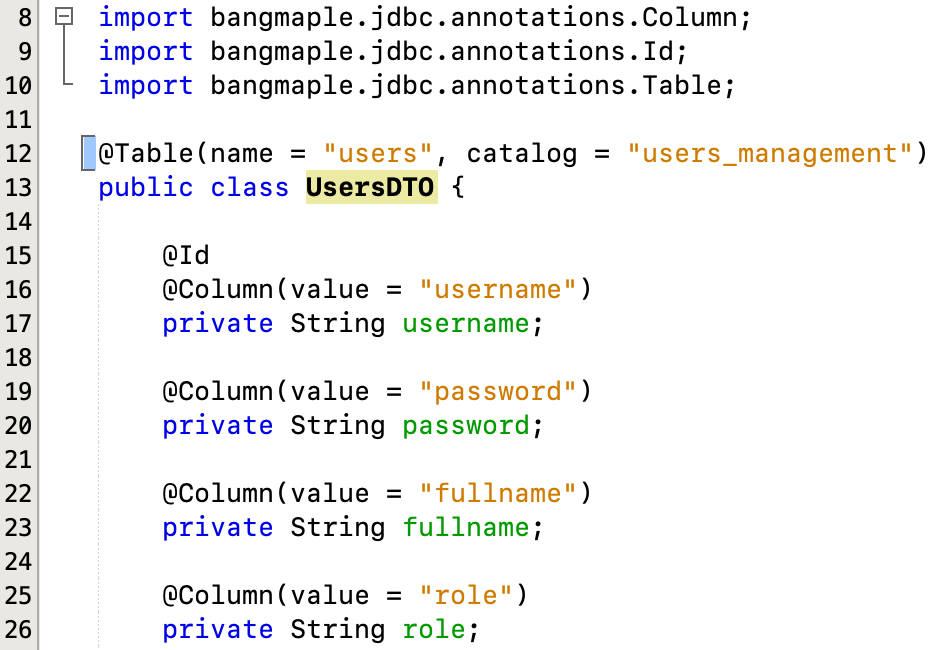 8 import bangmaple.jdbc.annotations.Column;
9 import bangmaple.jdbc.annotations.Id;
10 import bangmaple.jdbc.annotations.Table;
11
12 @Table(name = "users", catalog = "users_management")
13 public class UsersDTO {
14
15 @Id
16 @Column(value = "username")
17 private String username;
18
19 @Column(value = "password")
20 private String password;
21
22 @Column(value = "fullname")
23 private String fullname;
24
25 @Column(value = "role")
26 private String role;